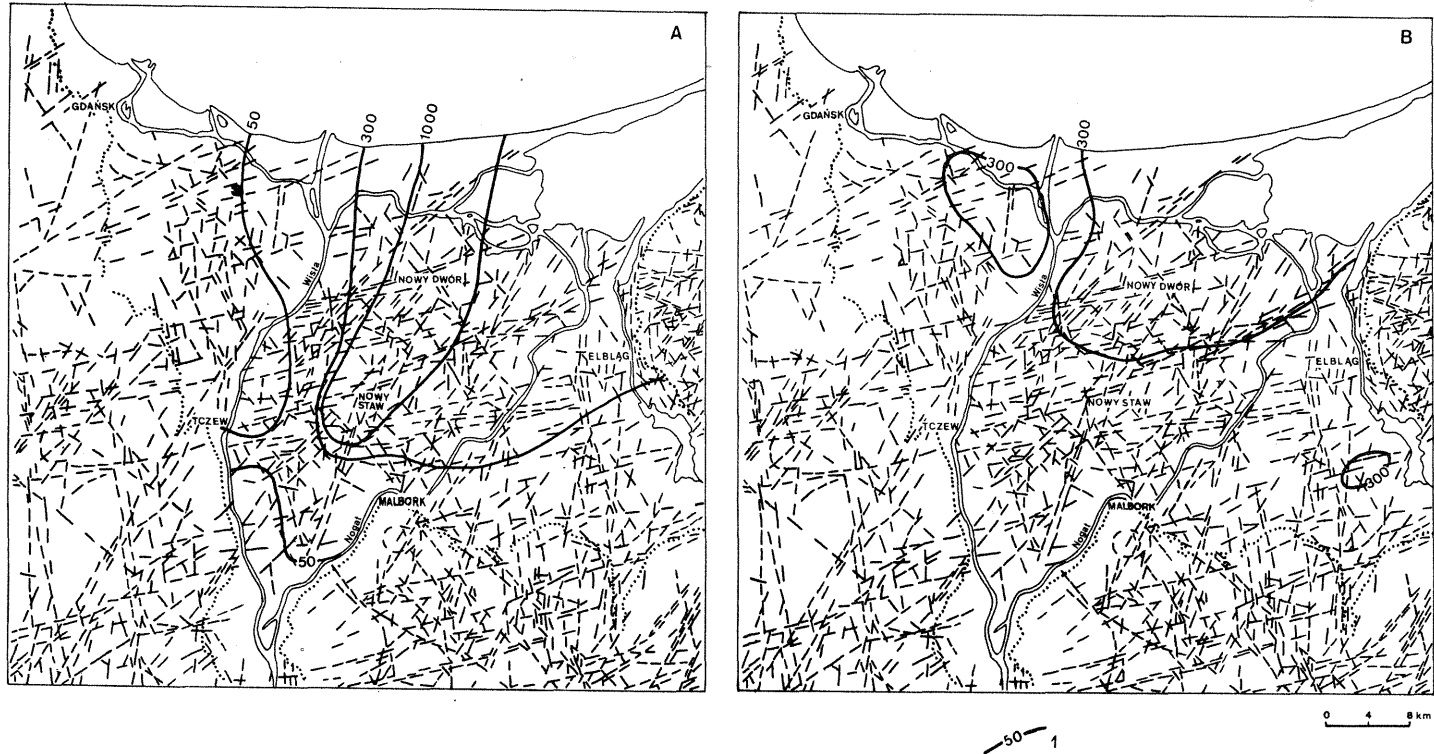 A
GDAŃSK
50
300
1000
Wisła
NOWY DWÓR
ELBLĄG
NOWY
STAW
TCZEW
MALBORK
Nogat
50
B
GDAŃSK
300
300
Wisła
NOWY DWÓR
ELBLĄG
NOWY STAW
TCZEW
300
MALBORK
Nogat
0 4 8 km
50 1